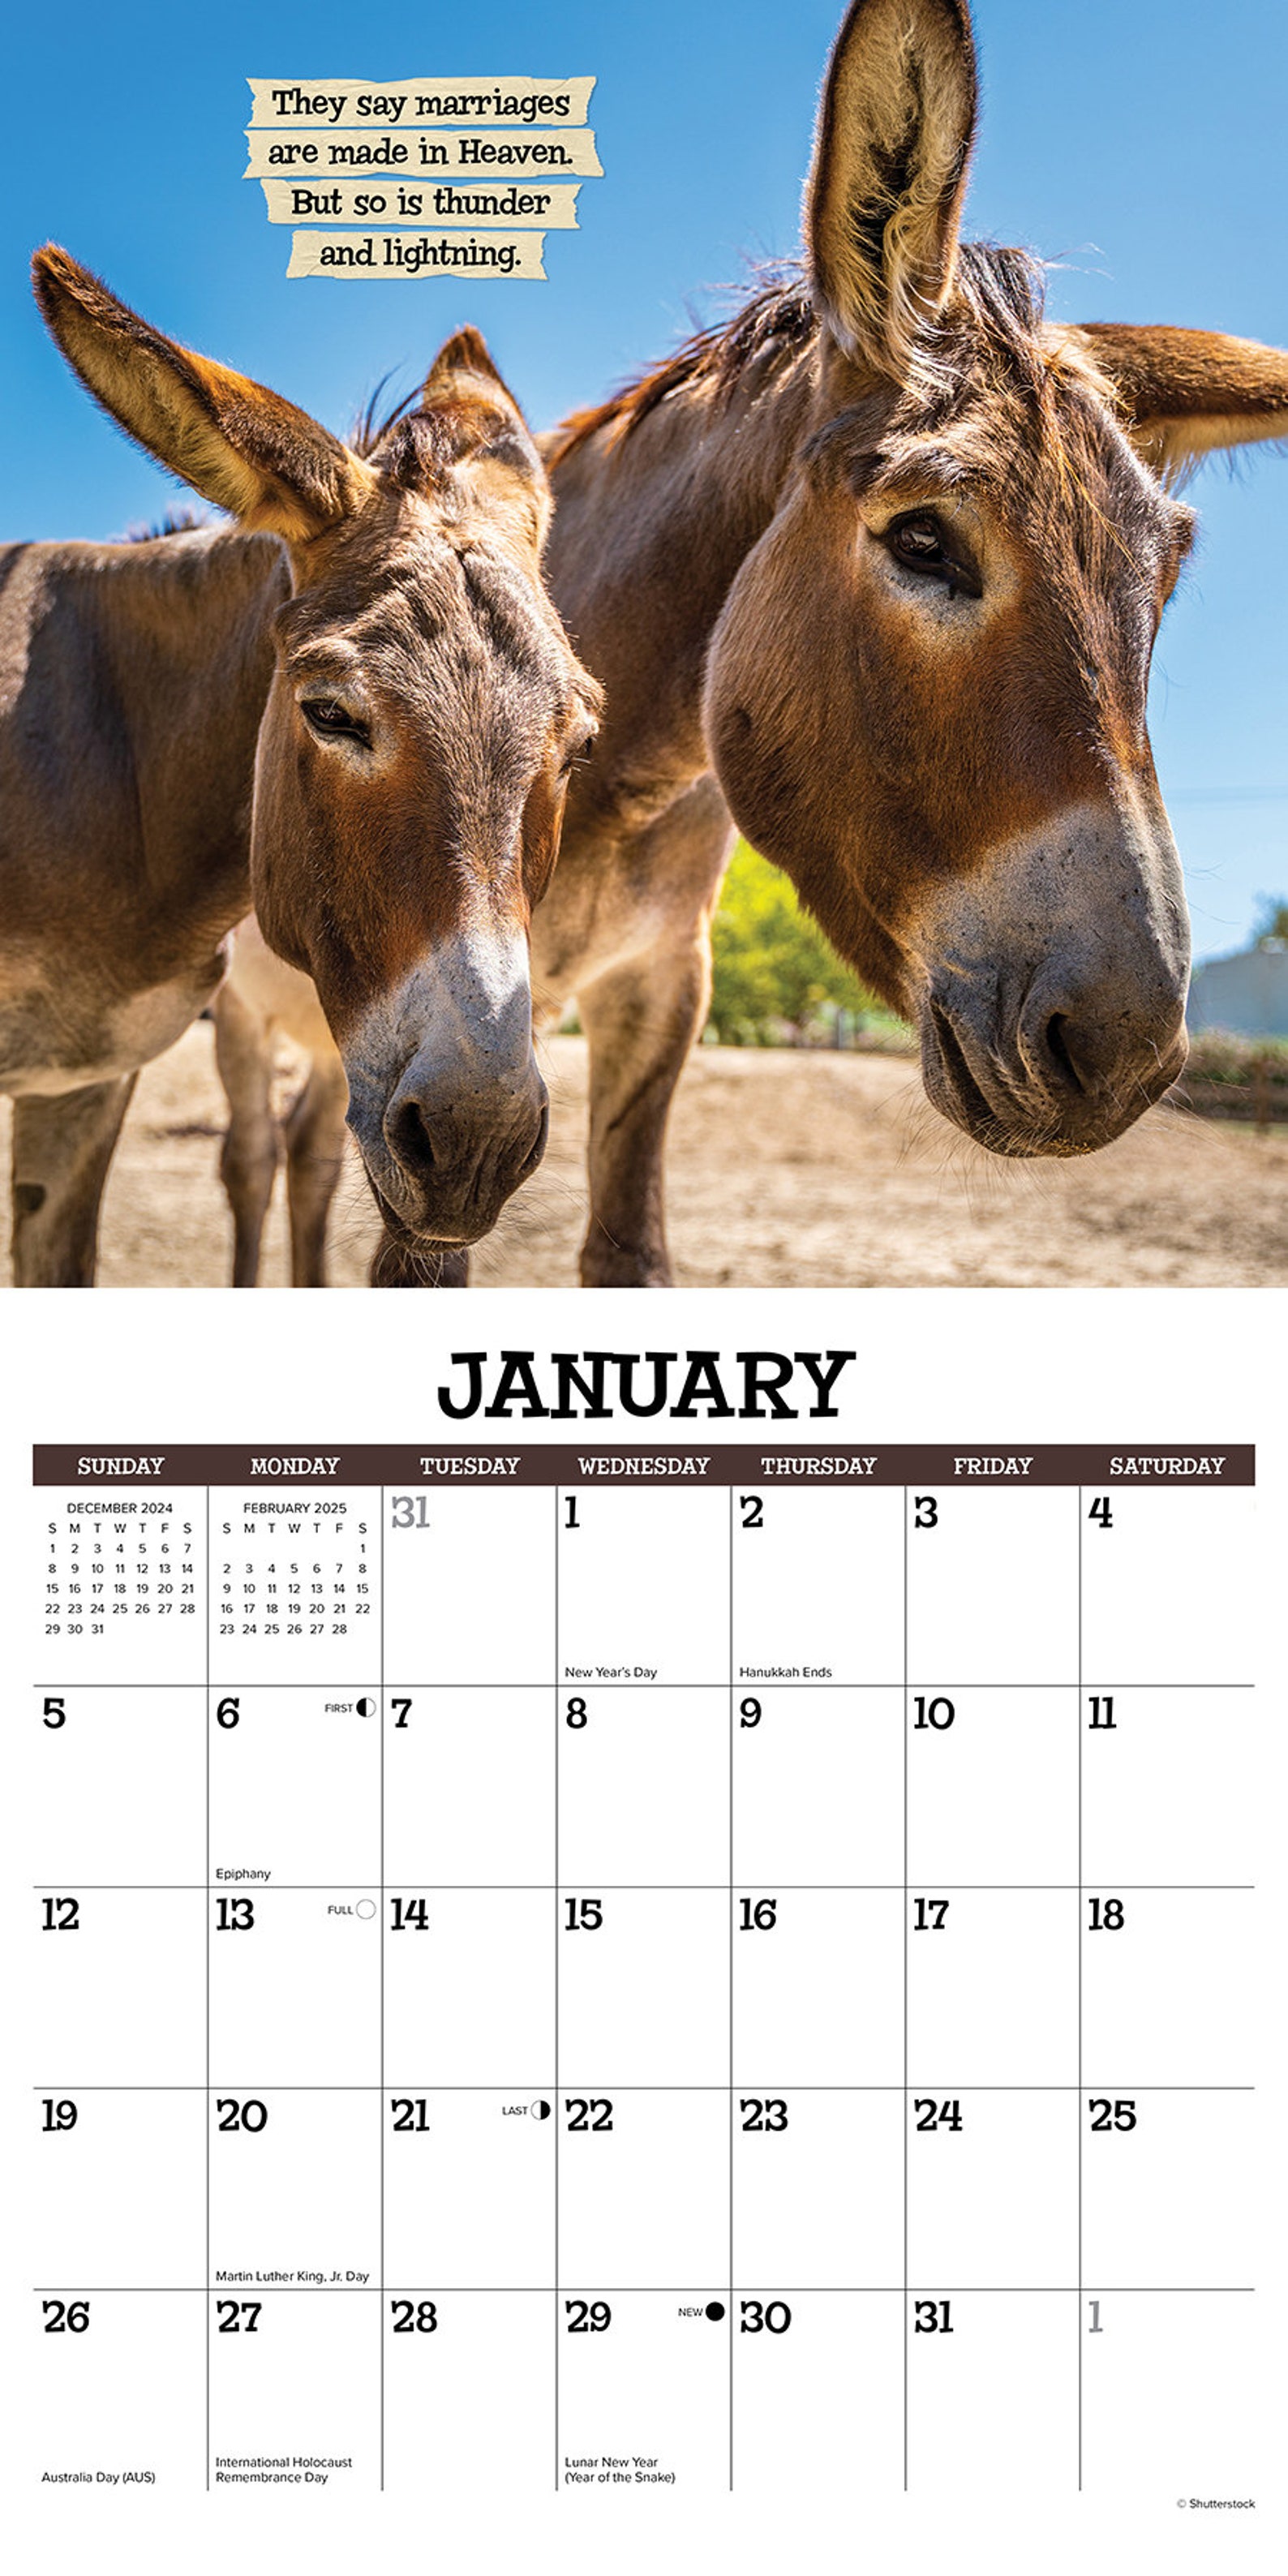 They say marriages
are made in Heaven.
But so is thunder
and lightning.
JANUARY
SUNDAY MONDAY TUESDAY WEDNESDAY THURSDAY FRIDAY SATURDAY
DECEMBER 2024
S M T W T F S
1 2 3 4 5 6 7
8 9 10 11 12 13 14
15 16 17 18 19 20 21
22 23 24 25 26 27 28
29 30 31
FEBRUARY 2025
S M T W T F S
1
2 3 4 5 6 7 8
9 10 11 12 13 14 15
16 17 18 19 20 21 22
23 24 25 26 27 28
31 1 2 3 4
New Year's Day Hanukkah Ends
5 6 FIRST 7 8 9 10 11
Epiphany
12 13 FULL 14 15 16 17 18
19 20 21 LAST 22 23 24 25
Martin Luther King, Jr. Day
26 27 28 29 NEW 30 31 1
Australia Day (AUS)
International Holocaust
Remembrance Day
Lunar New Year
(Year of the Snake)
© Shutterstock